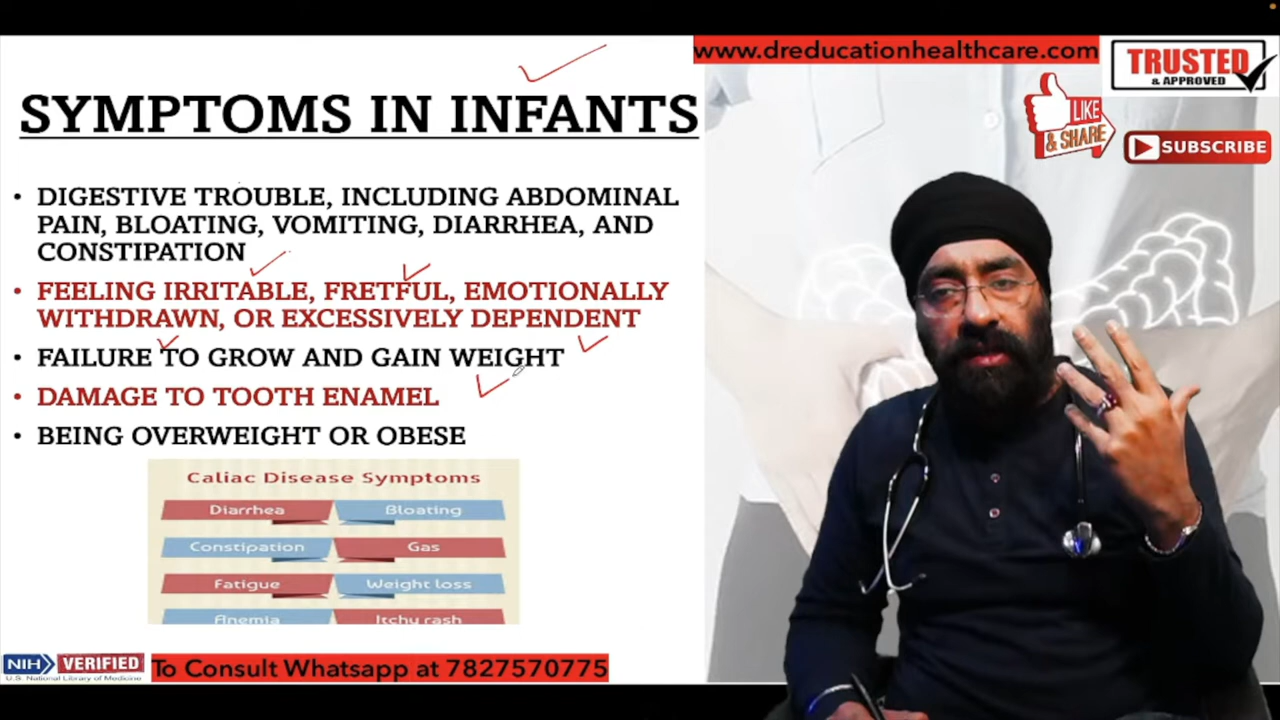 www.dreducationhealthcare.com
TRUSTED
& APPROVED
LIKE
& SHARE
SUBSCRIBE
SYMPTOMS IN INFANTS
• DIGESTIVE TROUBLE, INCLUDING ABDOMINAL
PAIN, BLOATING, VOMITING, DIARRHEA, AND
CONSTIPATION
• FEELING IRRITABLE, FRETFUL, EMOTIONALLY
WITHDRAWN, OR EXCESSIVELY DEPENDENT
• FAILURE TO GROW AND GAIN WEIGHT
• DAMAGE TO TOOTH ENAMEL
• BEING OVERWEIGHT OR OBESE
Caliac Disease Symptoms
Diarrhea Bloating
Constipation Gas
Fatigue Weight loss
Anemia Itchy rash
NIH VERIFIED
U.S. National Library of Medicine
To Consult Whatsapp at 7827570775